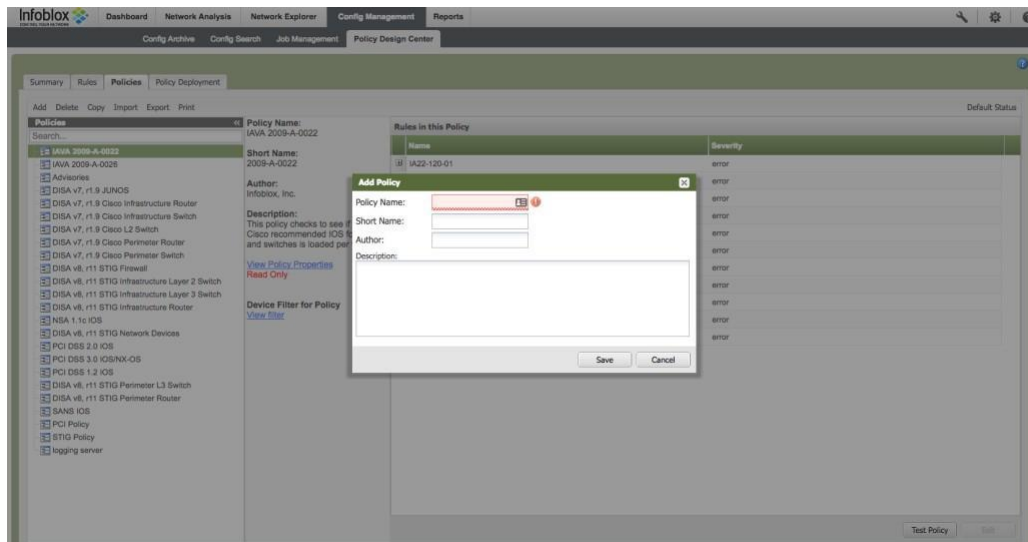 Infoblox
CONTROL YOUR NETWORK
Dashboard Network Analysis Network Explorer Config Management Reports
Config Archive Config Search Job Management Policy Design Center
Summary Rules Policies Policy Deployment
Add Delete Copy Import Export Print
Default Status
Policies
Search...
IAVA 2009-A-0022
IAVA 2009-A-0026
Advisories
DISA v7, r1.9 JUNOS
DISA v7, r1.9 Cisco Infrastructure Router
DISA v7, r1.9 Cisco Infrastructure Switch
DISA v7, r1.9 Cisco L2 Switch
DISA v7, r1.9 Cisco Perimeter Router
DISA v7, r1.9 Cisco Perimeter Switch
DISA v8, r11 STIG Firewall
DISA v8, r11 STIG Infrastructure Layer 2 Switch
DISA v8, r11 STIG Infrastructure Layer 3 Switch
DISA v8, r11 STIG Infrastructure Router
NSA 1.1c IOS
DISA v8, r11 STIG Network Devices
PCI DSS 2.0 IOS
PCI DSS 3.0 IOS/NX-OS
PCI DSS 1.2 IOS
DISA v8, r11 STIG Perimeter L3 Switch
DISA v8, r11 STIG Perimeter Router
SANS IOS
PCI Policy
STIG Policy
logging server
Policy Name:
IAVA 2009-A-0022
Short Name:
2009-A-0022
Author:
Infoblox, Inc.
Description:
This policy checks to see if
Cisco recommended IOS
and switches is loaded per
View Policy Properties
Read Only
Device Filter for Policy
View filter
Rules in this Policy
Name Severity
IA22-120-01 error
error
error
error
error
error
error
error
error
error
error
Add Policy
Policy Name:
Short Name:
Author:
Description:
Save Cancel
Test Policy Edit